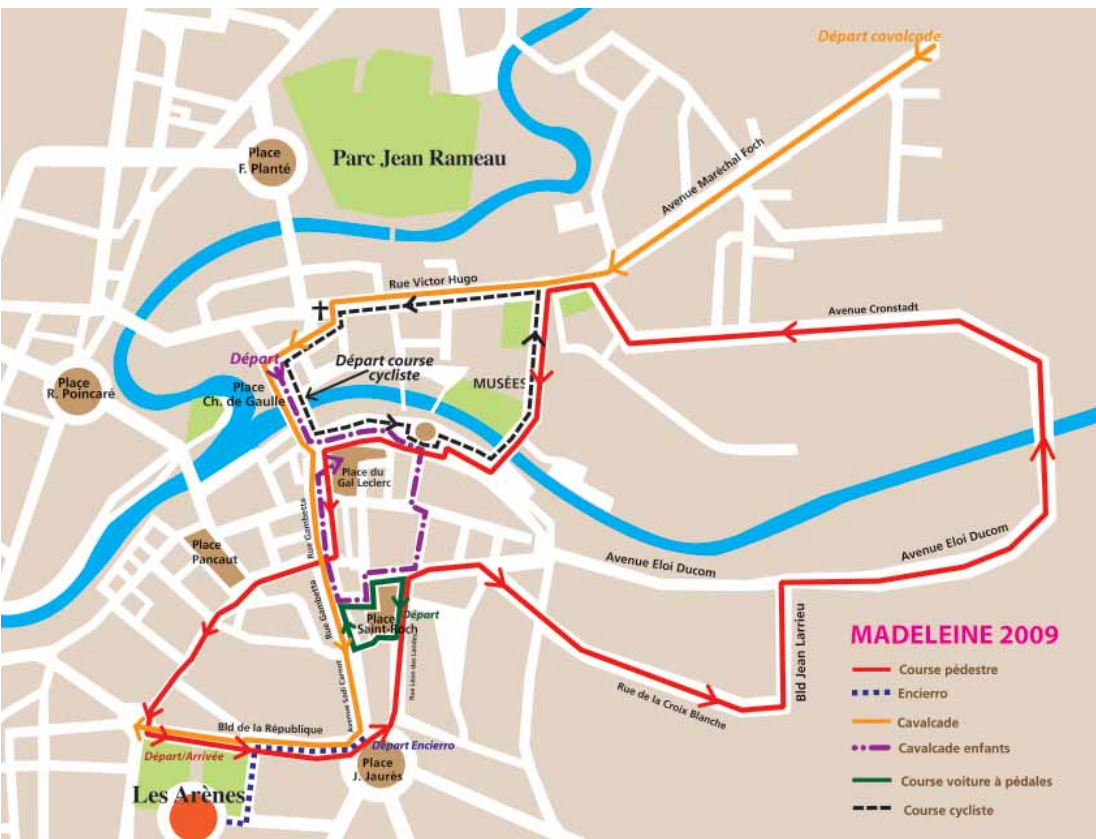 Départ cavalcade
Place
F. Planté
Parc Jean Rameau
Avenue Maréchal Foch
Rue Victor Hugo
Avenue Cronstadt
Départ
Départ course
cycliste
Place
R. Poincaré
Place
Ch. de Gaulle
MUSÉES
Place du
Gal Leclerc
Rue Gambetta
Place
Pancaut
Avenue Eloi Ducom
Avenue Eloi Ducom
Rue Gambetta
Départ
Place
Saint-Roch
Rue Léon des Landes
Avenue Sadi Carnot
Rue de la Croix Blanche
Bld Jean Larrieu
Bld de la République
Départ/Arrivée
Départ Encierro
Place
J. Jaurès
Les Arènes
MADELEINE 2009
Course pédestre
Encierro
Cavalcade
Cavalcade enfants
Course voiture à pédales
Course cycliste